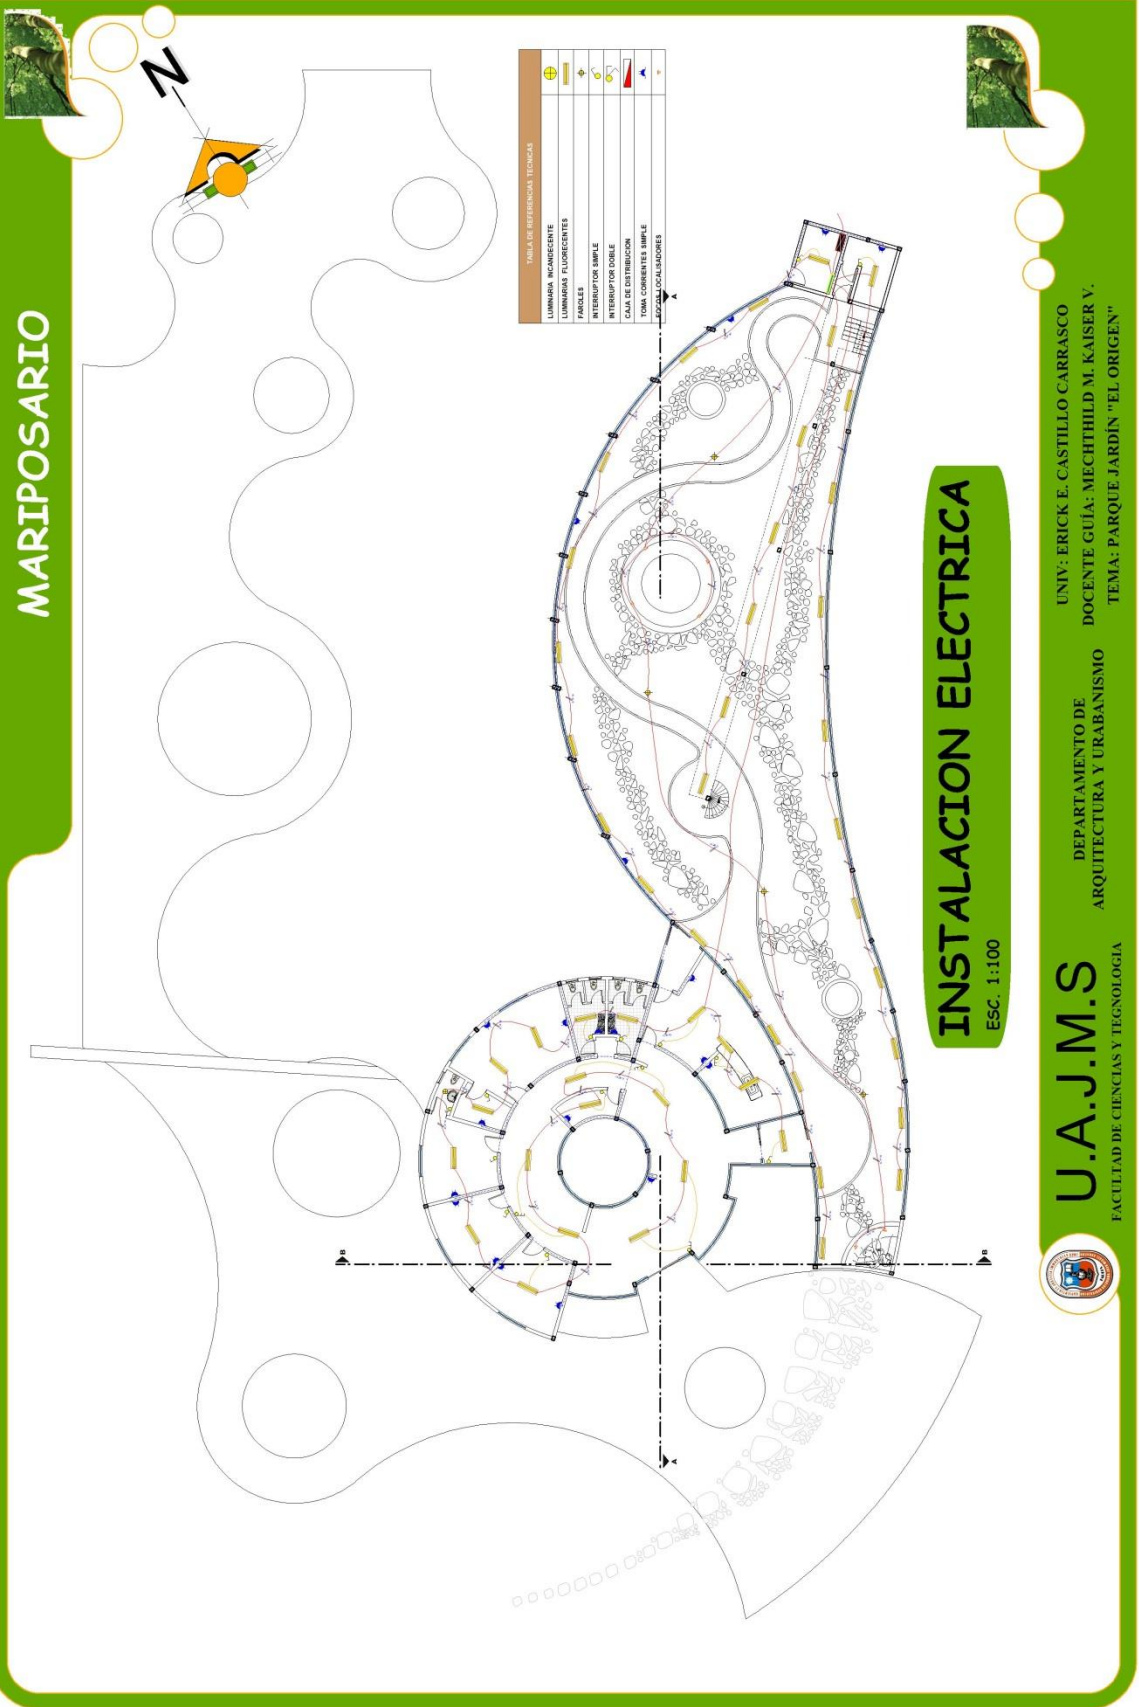 MARIPOSARIO
N
TABLA DE REFERENCIAS TECNICAS
LUMINARIA INCANDECENTE
LUMINARIAS FLUORECENTES
FAROLES
INTERRUPTOR SIMPLE
INTERRUPTOR DOBLE
CAJA DE DISTRIBUCION
TOMA CORRIENTES SIMPLE
FOCOS LOCALISADORES
A
A
B
B
INSTALACION ELECTRICA
ESC. 1:100
U.A.J.M.S
FACULTAD DE CIENCIAS Y TEGNOLOGIA
DEPARTAMENTO DE
ARQUITECTURA Y URABANISMO
UNIV: ERICK E. CASTILLO CARRASCO
DOCENTE GUÍA: MECHTHILD M. KAISER V.
TEMA: PARQUE JARDÍN "EL ORIGEN"